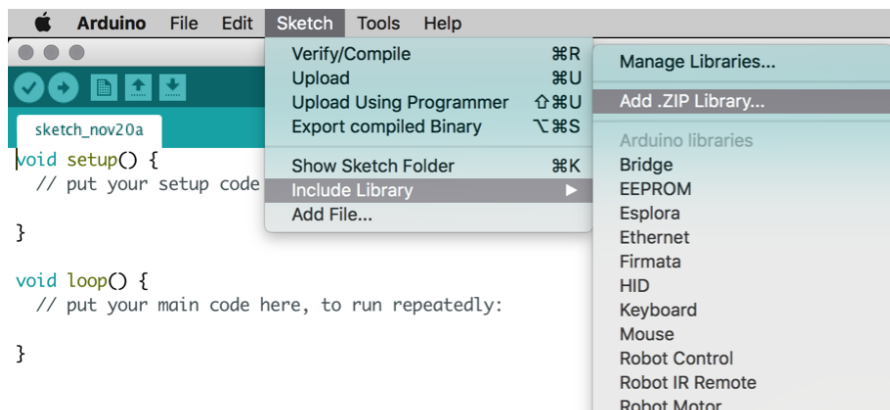 Arduino File Edit Sketch Tools Help
sketch_nov20a
void setup() {
// put your setup code
}
void loop() {
// put your main code here, to run repeatedly:
}
Verify/Compile ⌘R
Upload ⌘U
Upload Using Programmer ⇧⌘U
Export compiled Binary ⌥⌘S
Show Sketch Folder ⌘K
Include Library ▶
Add File...
Manage Libraries...
Add .ZIP Library...
Arduino libraries
Bridge
EEPROM
Esplora
Ethernet
Firmata
HID
Keyboard
Mouse
Robot Control
Robot IR Remote
Robot Motor